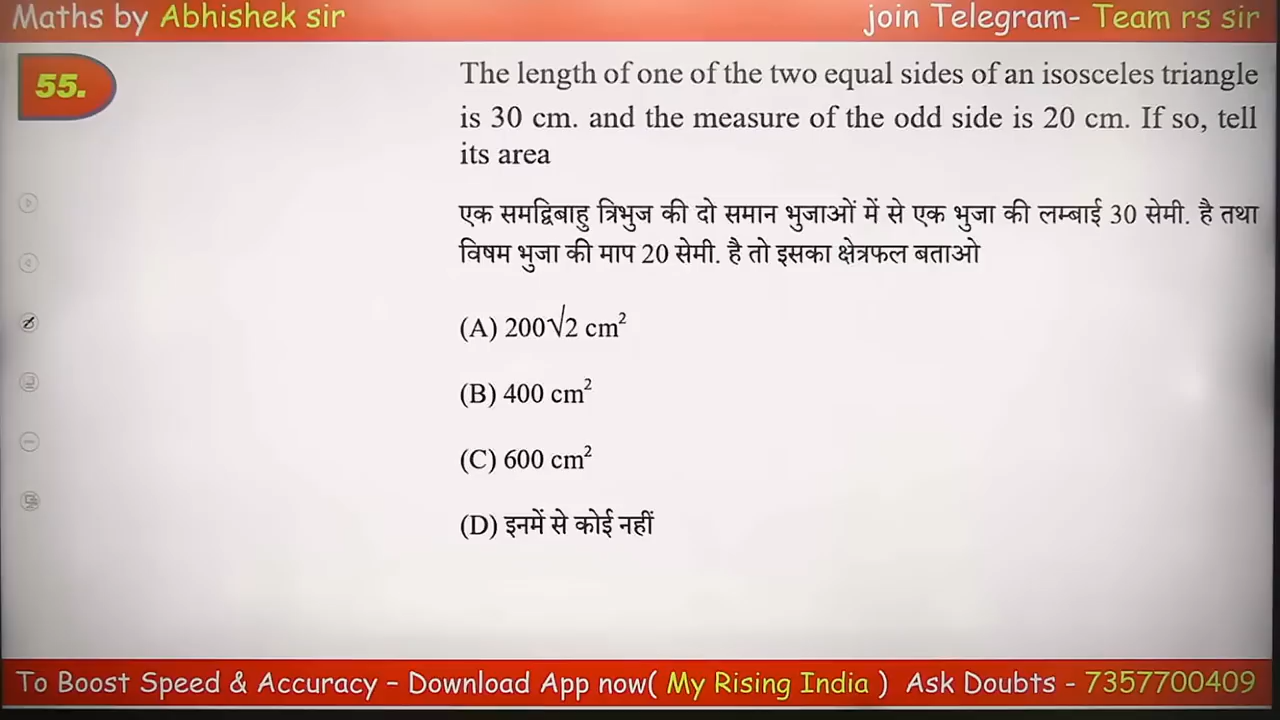 Maths by Abhishek sir
join Telegram- Team rs sir
55.
The length of one of the two equal sides of an isosceles triangle
is 30 cm. and the measure of the odd side is 20 cm. If so, tell
its area
एक समद्विबाहु त्रिभुज की दो समान भुजाओं में से एक भुजा की लम्बाई 30 सेमी. है तथा
विषम भुजा की माप 20 सेमी. है तो इसका क्षेत्रफल बताओ
(A) 200√2 cm²
(B) 400 cm²
(C) 600 cm²
(D) इनमें से कोई नहीं
To Boost Speed & Accuracy – Download App now( My Rising India ) Ask Doubts - 7357700409